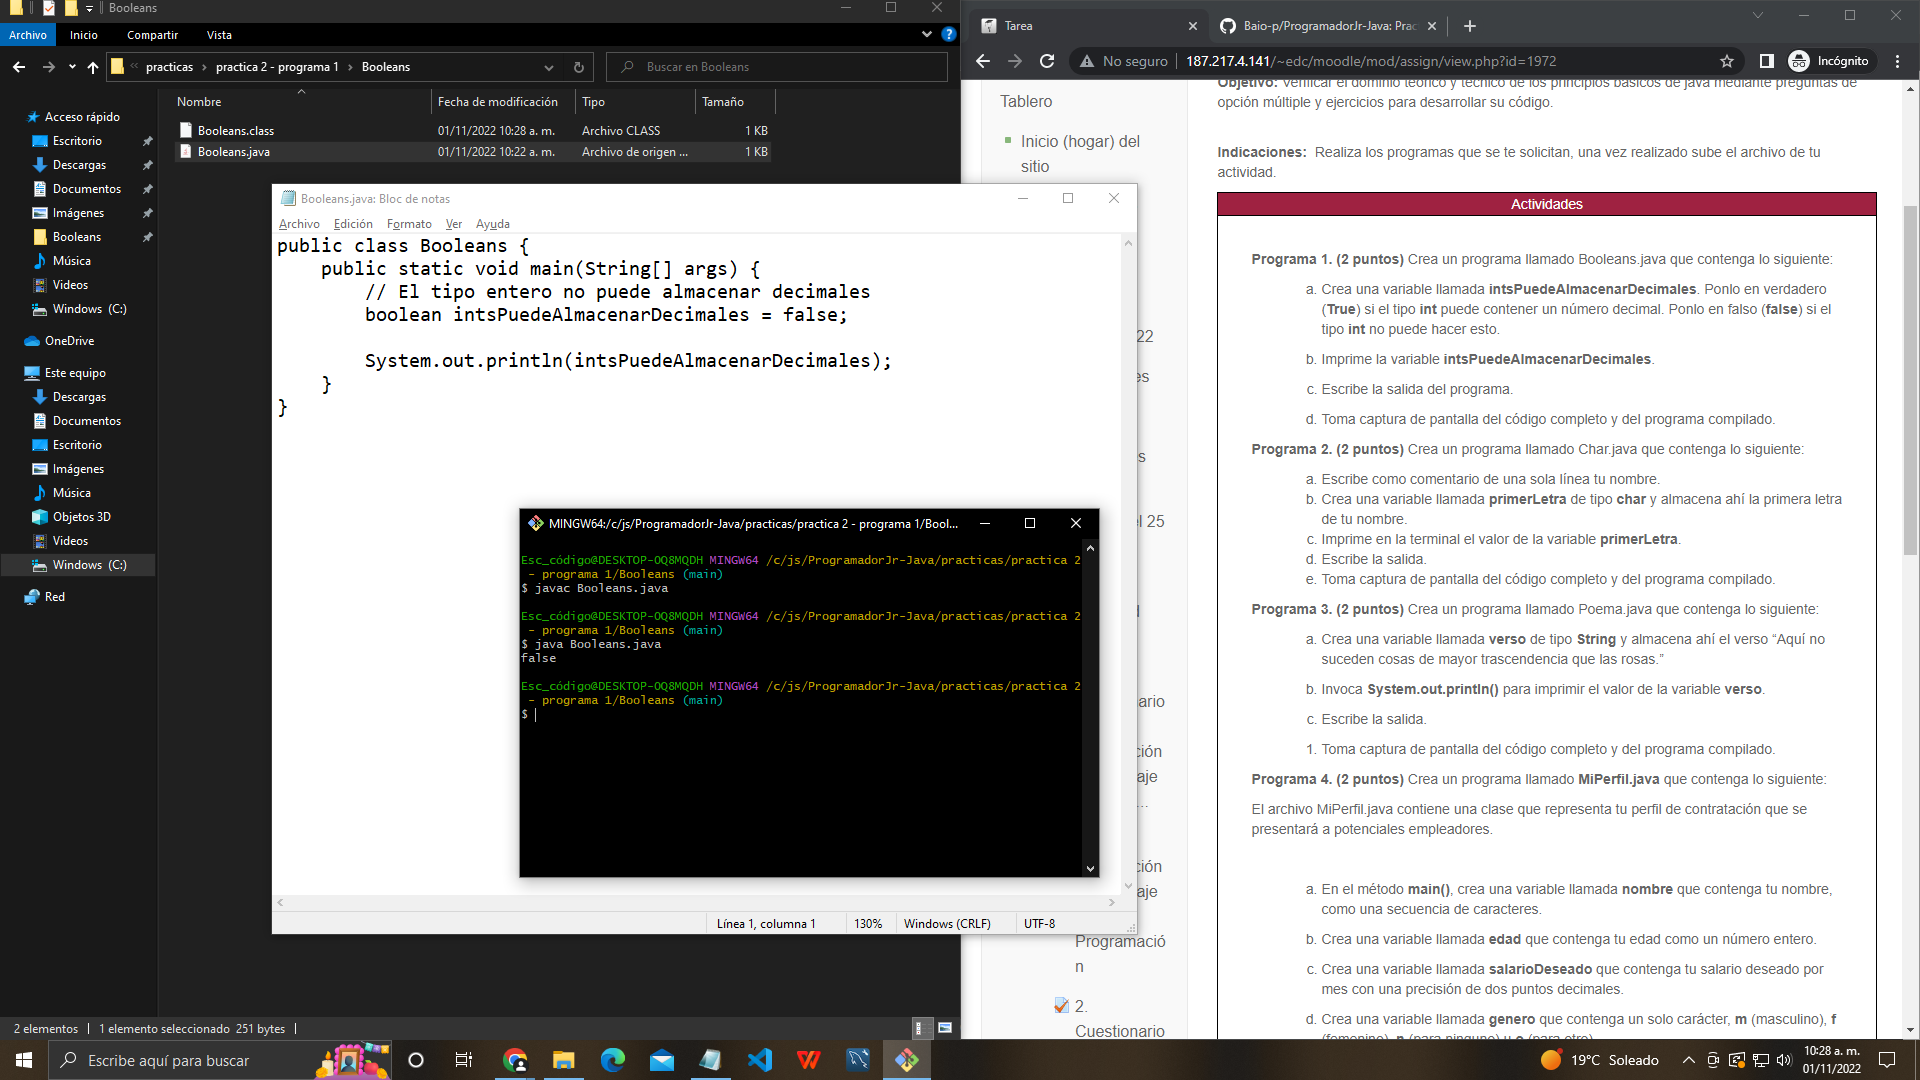 Booleans
Archivo Inicio Compartir Vista
practicas > practica 2 - programa 1 > Booleans
Buscar en Booleans
Nombre Fecha de modificación Tipo Tamaño
Booleans.class 01/11/2022 10:28 a. m. Archivo CLASS 1 KB
Booleans.java 01/11/2022 10:22 a. m. Archivo de origen ... 1 KB
Acceso rápido
Escritorio
Descargas
Documentos
Imágenes
Booleans
Música
Videos
Windows (C:)
OneDrive
Este equipo
Descargas
Documentos
Escritorio
Imágenes
Música
Objetos 3D
Videos
Windows (C:)
Red
2 elementos 1 elemento seleccionado 251 bytes
Booleans.java: Bloc de notas
Archivo Edición Formato Ver Ayuda
public class Booleans {
public static void main(String[] args) {
// El tipo entero no puede almacenar decimales
boolean intsPuedeAlmacenarDecimales = false;
System.out.println(intsPuedeAlmacenarDecimales);
}
}
Línea 1, columna 1 130% Windows (CRLF) UTF-8
MINGW64:/c/js/ProgramadorJr-Java/practicas/practica 2 - programa 1/Bool...
Esc_código@DESKTOP-OQ8MQDH MINGW64 /c/js/ProgramadorJr-Java/practicas/practica 2
- programa 1/Booleans (main)
$ javac Booleans.java
Esc_código@DESKTOP-OQ8MQDH MINGW64 /c/js/ProgramadorJr-Java/practicas/practica 2
- programa 1/Booleans (main)
$ java Booleans.java
false
Esc_código@DESKTOP-OQ8MQDH MINGW64 /c/js/ProgramadorJr-Java/practicas/practica 2
- programa 1/Booleans (main)
$
Tarea
Baio-p/ProgramadorJr-Java: Prac
No seguro 187.217.4.141/~edc/moodle/mod/assign/view.php?id=1972
Incógnito
Tablero
Inicio (hogar) del
sitio
22
es
s
l 25
d
ario
ción
aje
...
ción
aje
Programació
n
2.
Cuestionario
Objetivo: Verificar el dominio teórico y técnico de los principios básicos de java mediante preguntas de
opción múltiple y ejercicios para desarrollar su código.
Indicaciones: Realiza los programas que se te solicitan, una vez realizado sube el archivo de tu
actividad.
Actividades
Programa 1. (2 puntos) Crea un programa llamado Booleans.java que contenga lo siguiente:
a. Crea una variable llamada intsPuedeAlmacenarDecimales. Ponlo en verdadero
(True) si el tipo int puede contener un número decimal. Ponlo en falso (false) si el
tipo int no puede hacer esto.
b. Imprime la variable intsPuedeAlmacenarDecimales.
c. Escribe la salida del programa.
d. Toma captura de pantalla del código completo y del programa compilado.
Programa 2. (2 puntos) Crea un programa llamado Char.java que contenga lo siguiente:
a. Escribe como comentario de una sola línea tu nombre.
b. Crea una variable llamada primerLetra de tipo char y almacena ahí la primera letra
de tu nombre.
c. Imprime en la terminal el valor de la variable primerLetra.
d. Escribe la salida.
e. Toma captura de pantalla del código completo y del programa compilado.
Programa 3. (2 puntos) Crea un programa llamado Poema.java que contenga lo siguiente:
a. Crea una variable llamada verso de tipo String y almacena ahí el verso “Aquí no
suceden cosas de mayor trascendencia que las rosas.”
b. Invoca System.out.println() para imprimir el valor de la variable verso.
c. Escribe la salida.
1. Toma captura de pantalla del código completo y del programa compilado.
Programa 4. (2 puntos) Crea un programa llamado MiPerfil.java que contenga lo siguiente:
El archivo MiPerfil.java contiene una clase que representa tu perfil de contratación que se
presentará a potenciales empleadores.
a. En el método main(), crea una variable llamada nombre que contenga tu nombre,
como una secuencia de caracteres.
b. Crea una variable llamada edad que contenga tu edad como un número entero.
c. Crea una variable llamada salarioDeseado que contenga tu salario deseado por
mes con una precisión de dos puntos decimales.
d. Crea una variable llamada genero que contenga un solo carácter, m (masculino), f
(femenino), n (para ninguno) u o (para otro).
Escribe aquí para buscar
19°C Soleado
10:28 a. m.
01/11/2022